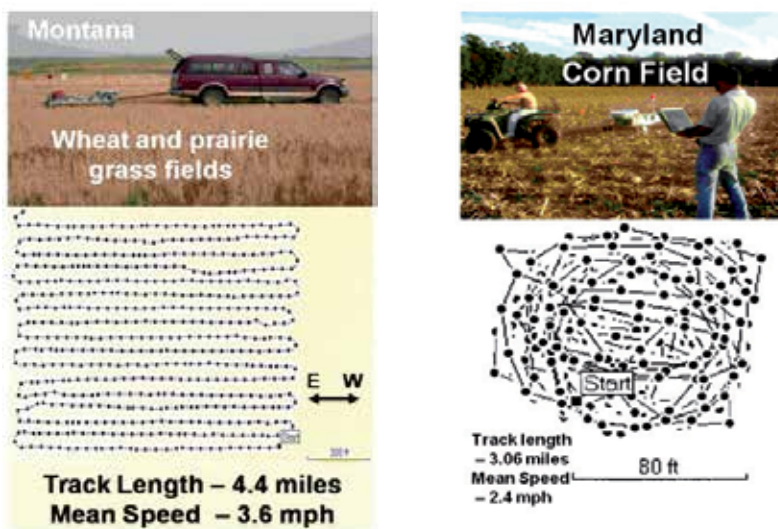 Montana
Wheat and prairie
grass fields
E W
Start
Track Length – 4.4 miles
Mean Speed – 3.6 mph
Maryland
Corn Field
Start
Track length
– 3.06 miles
Mean Speed
– 2.4 mph
80 ft